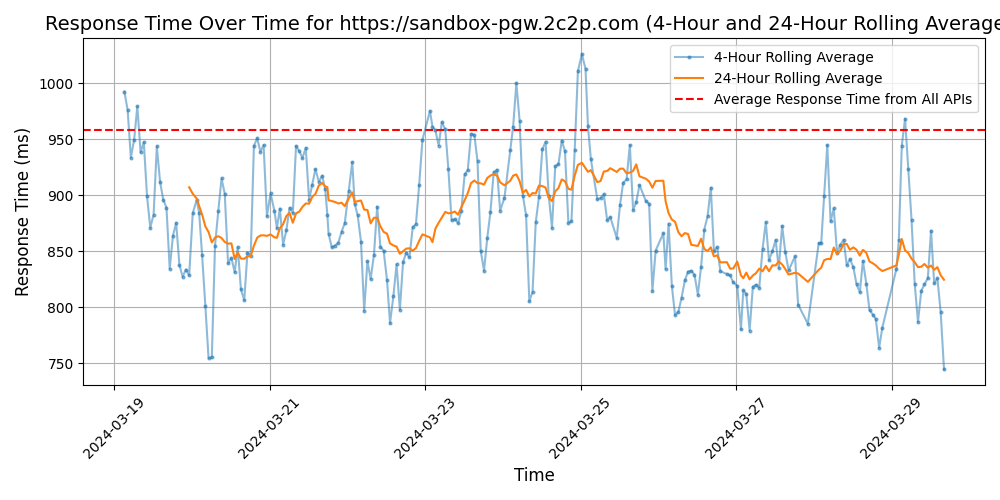 Response Time Over Time for https://sandbox-pgw.2c2p.com (4-Hour and 24-Hour Rolling Average
4-Hour Rolling Average
24-Hour Rolling Average
Average Response Time from All APIs
Response Time (ms)
1000
950
900
850
800
750
2024-03-19
2024-03-21
2024-03-23
2024-03-25
2024-03-27
2024-03-29
Time